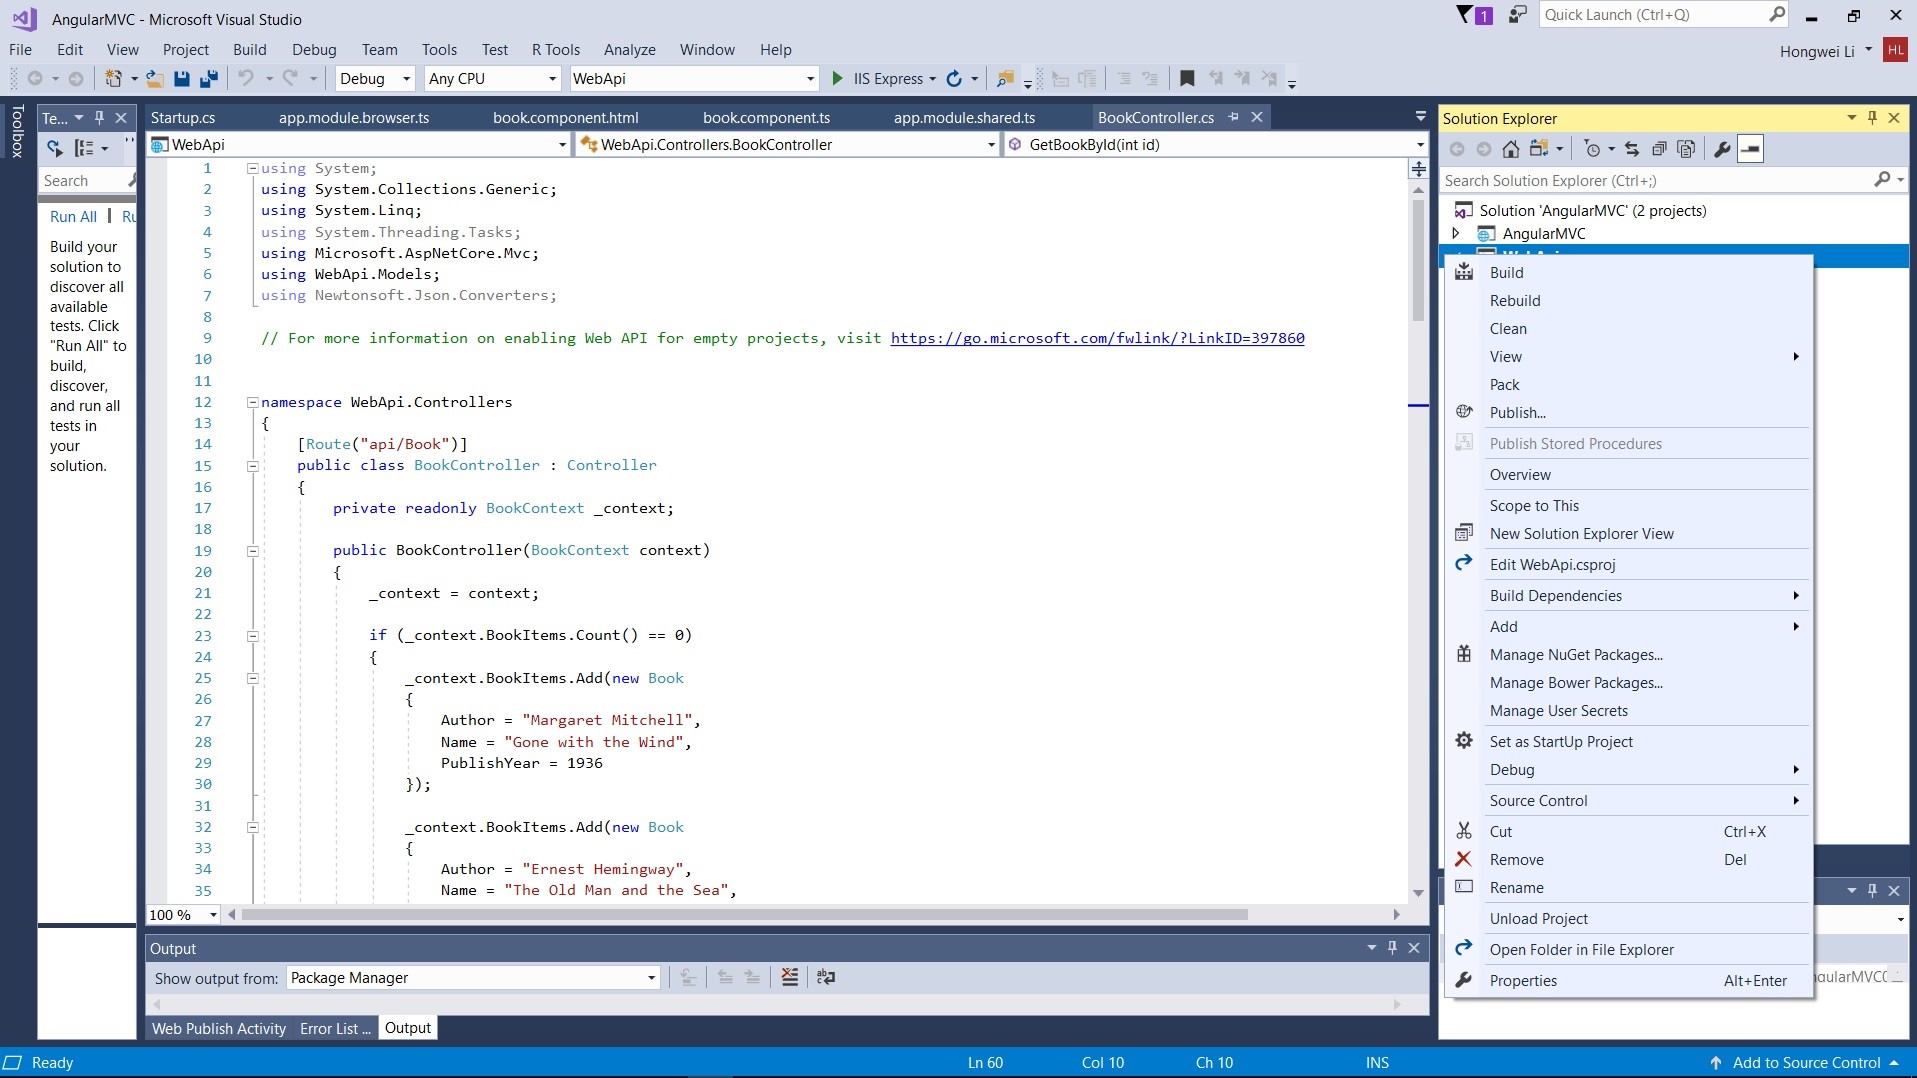 AngularMVC - Microsoft Visual Studio
1
Quick Launch (Ctrl+Q)
File Edit View Project Build Debug Team Tools Test R Tools Analyze Window Help
Hongwei Li HL
Debug Any CPU WebApi IIS Express
Toolbox
Te...
Search
Run All
Build your
solution to
discover all
available
tests. Click
"Run All" to
build,
discover,
and run all
tests in
your
solution.
Startup.cs app.module.browser.ts book.component.html book.component.ts app.module.shared.ts BookController.cs
WebApi WebApi.Controllers.BookController GetBookById(int id)
1 using System;
2 using System.Collections.Generic;
3 using System.Linq;
4 using System.Threading.Tasks;
5 using Microsoft.AspNetCore.Mvc;
6 using WebApi.Models;
7 using Newtonsoft.Json.Converters;
8
9 // For more information on enabling Web API for empty projects, visit https://go.microsoft.com/fwlink/?LinkID=397860
10
11
12 namespace WebApi.Controllers
13 {
14 [Route("api/Book")]
15 public class BookController : Controller
16 {
17 private readonly BookContext _context;
18
19 public BookController(BookContext context)
20 {
21 _context = context;
22
23 if (_context.BookItems.Count() == 0)
24 {
25 _context.BookItems.Add(new Book
26 {
27 Author = "Margaret Mitchell",
28 Name = "Gone with the Wind",
29 PublishYear = 1936
30 });
31
32 _context.BookItems.Add(new Book
33 {
34 Author = "Ernest Hemingway",
35 Name = "The Old Man and the Sea",
100 %
Output
Show output from: Package Manager
Web Publish Activity Error List ... Output
Solution Explorer
Search Solution Explorer (Ctrl+;)
Solution 'AngularMVC' (2 projects)
AngularMVC
Build
Rebuild
Clean
View
Pack
Publish...
Publish Stored Procedures
Overview
Scope to This
New Solution Explorer View
Edit WebApi.csproj
Build Dependencies
Add
Manage NuGet Packages...
Manage Bower Packages...
Manage User Secrets
Set as StartUp Project
Debug
Source Control
Cut Ctrl+X
Remove Del
Rename
Unload Project
Open Folder in File Explorer
Properties Alt+Enter
Ready Ln 60 Col 10 Ch 10 INS Add to Source Control